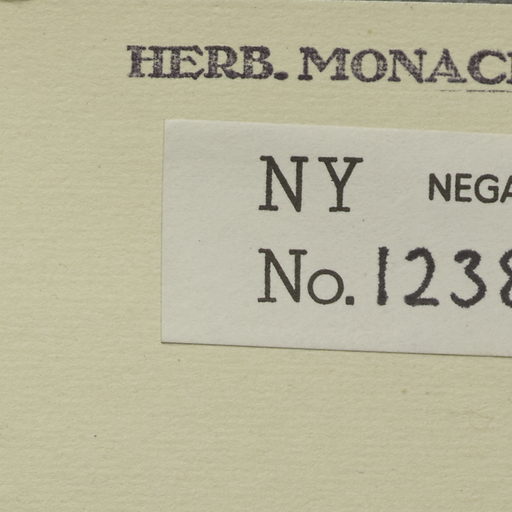 HERB. MONAC
NY NEGA
No. 1238